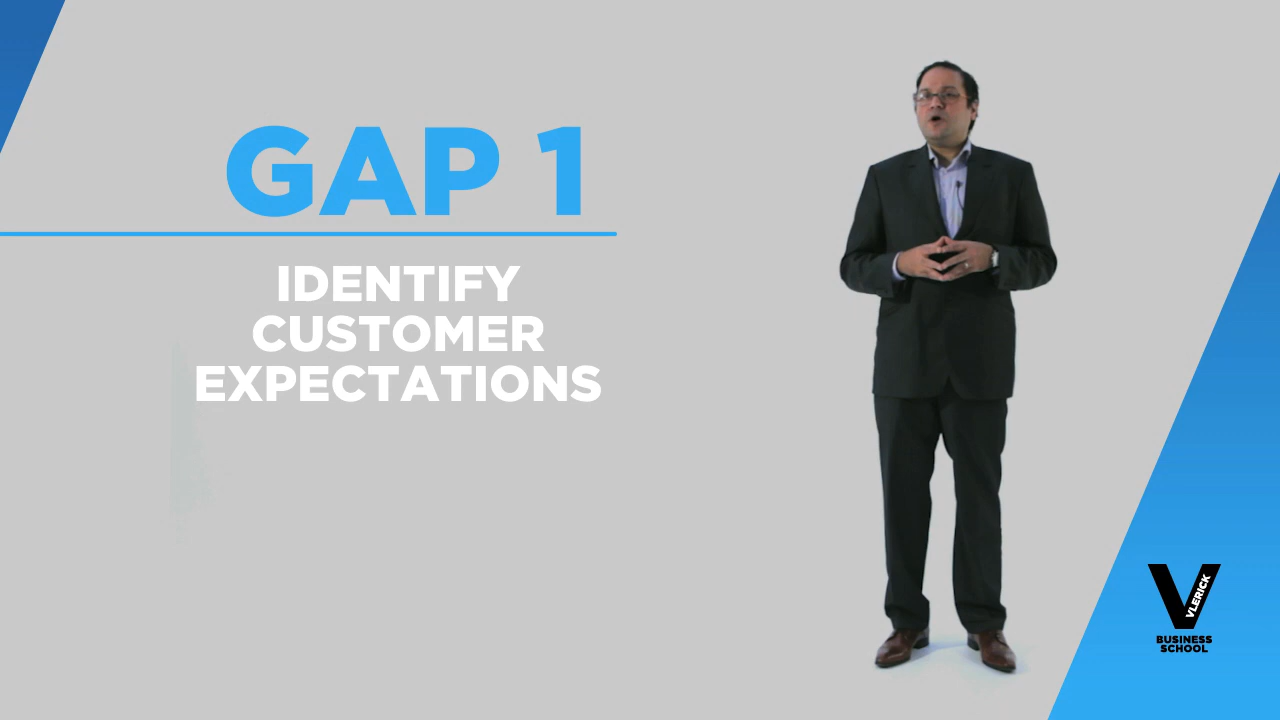 GAP 1
IDENTIFY
CUSTOMER
EXPECTATIONS
VLERICK
BUSINESS
SCHOOL